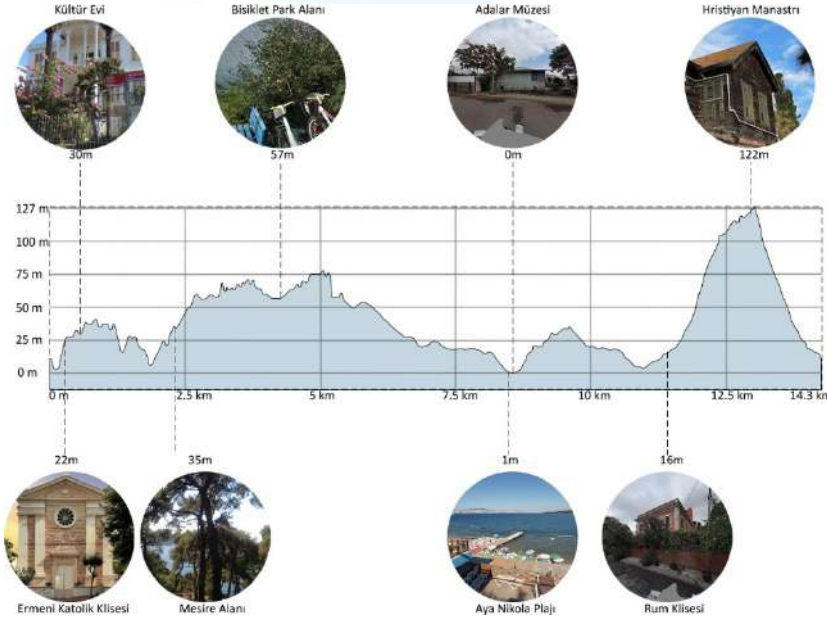 Kültür Evi
Bisiklet Park Alanı
Adalar Müzesi
Hristiyan Manastrı
30m
57m
0m
122m
127 m
100 m
75 m
50 m
25 m
0 m
0 m
2.5 km
5 km
7.5 km
10 km
12.5 km
14.3 km
22m
35m
1m
16m
Ermeni Katolik Klisesi
Mesire Alanı
Aya Nikola Plajı
Rum Klisesi